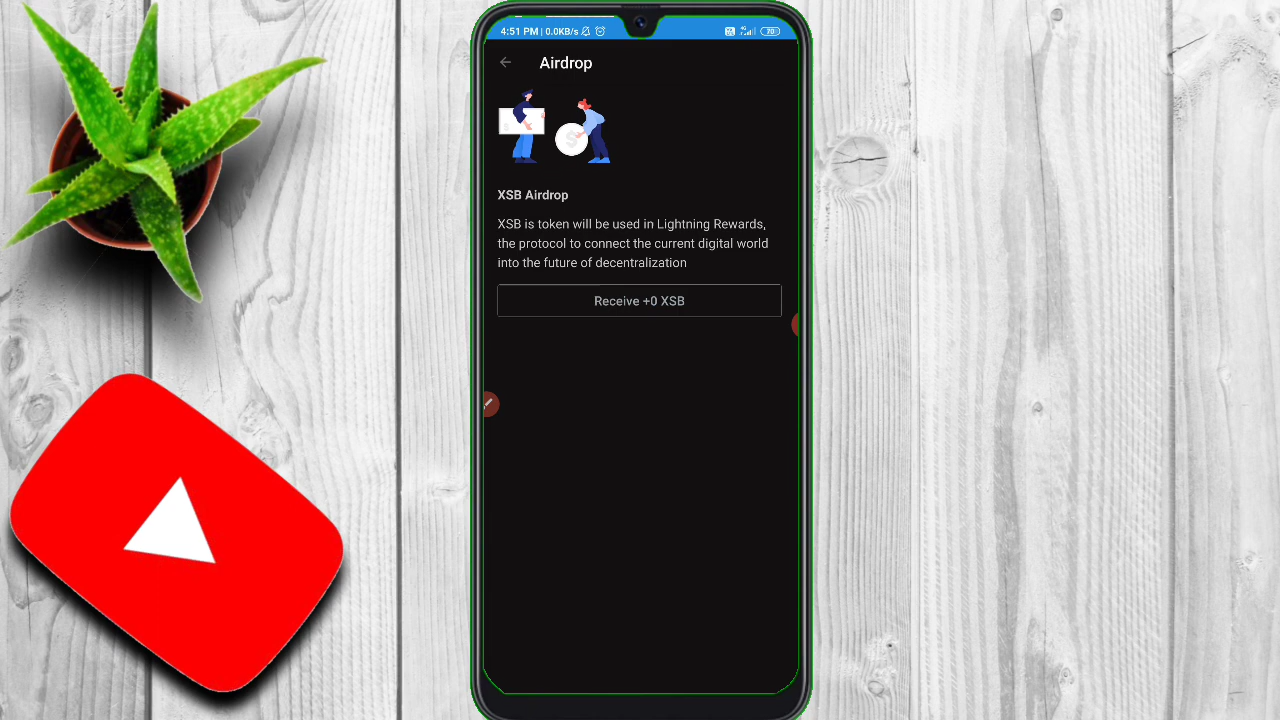 4:51 PM | 0.0KB/s
70
Airdrop
XSB Airdrop
XSB is token will be used in Lightning Rewards,
the protocol to connect the current digital world
into the future of decentralization
Receive +0 XSB